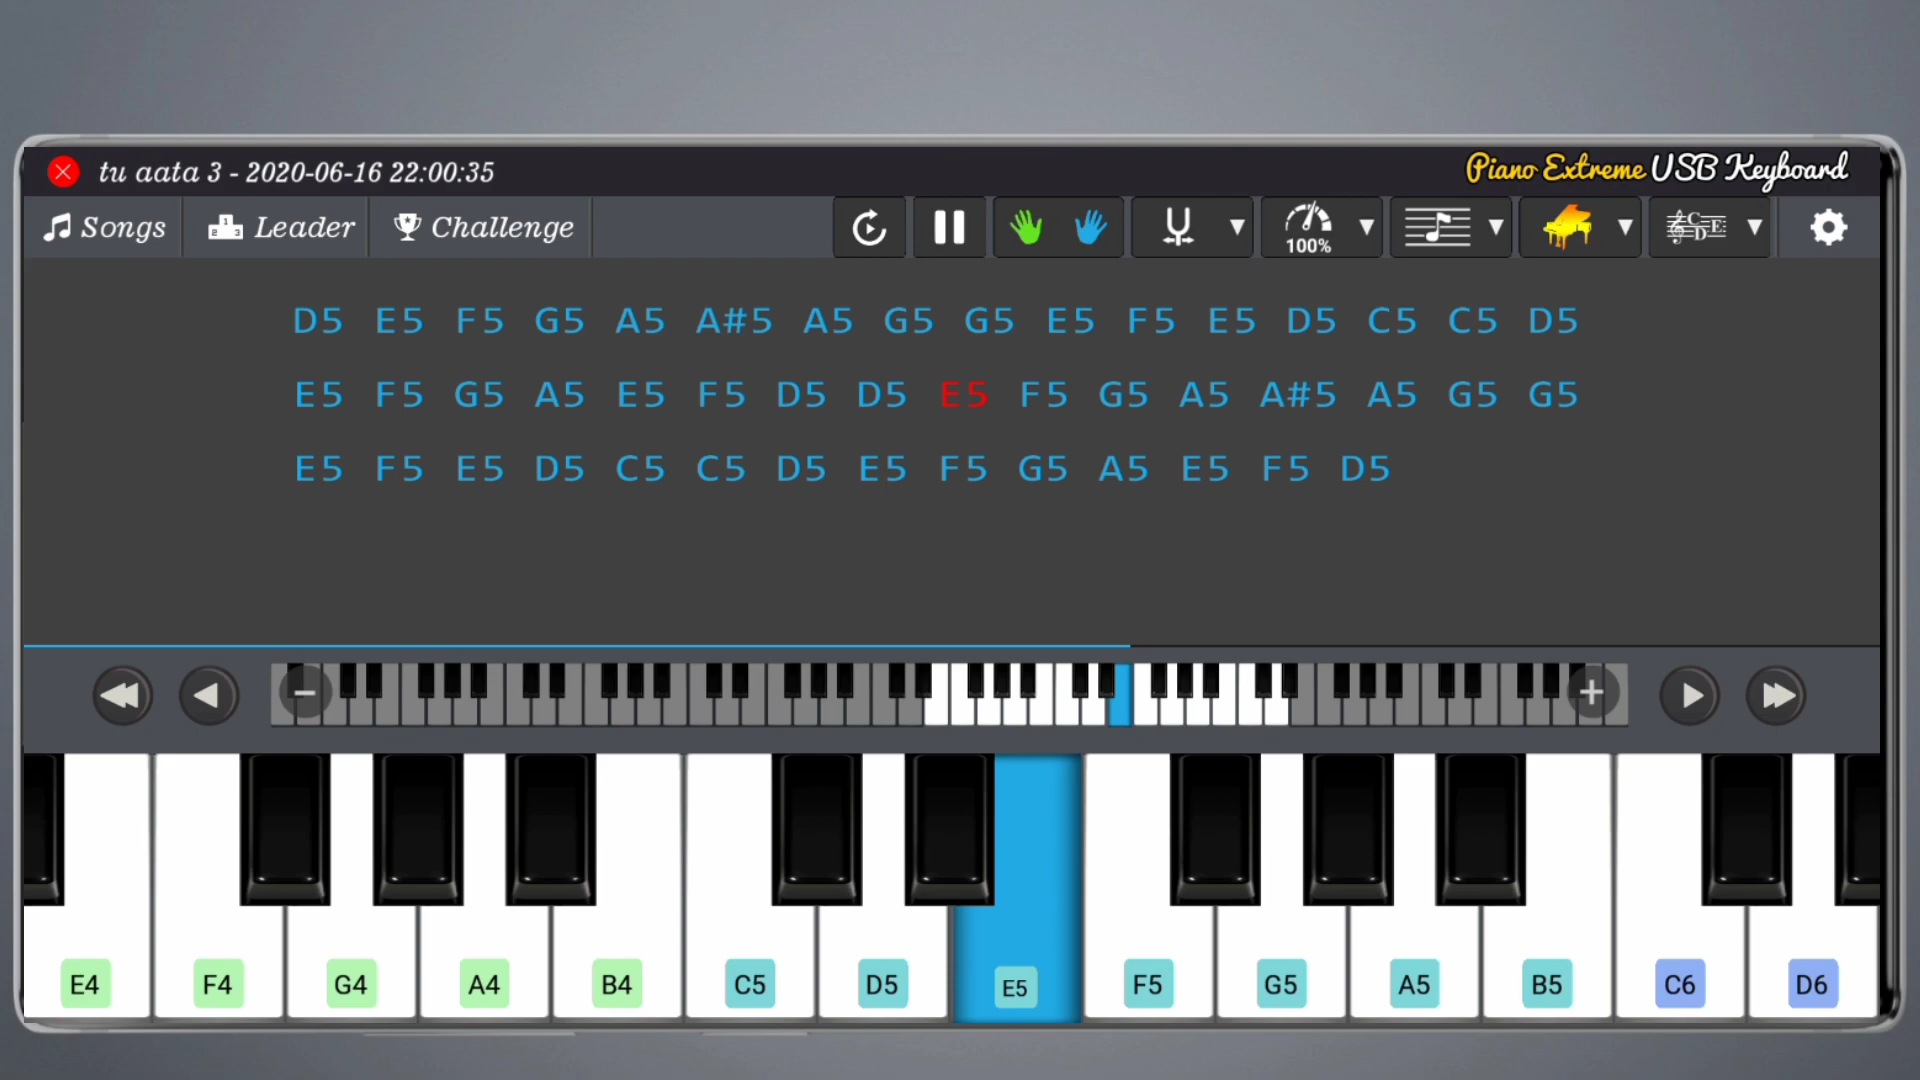 tu aata 3 - 2020-06-16 22:00:35
Piano Extreme USB Keyboard
Songs
Leader
Challenge
100%
D5 E5 F5 G5 A5 A#5 A5 G5 G5 E5 F5 E5 D5 C5 C5 D5
E5 F5 G5 A5 E5 F5 D5 D5 E5 F5 G5 A5 A#5 A5 G5 G5
E5 F5 E5 D5 C5 C5 D5 E5 F5 G5 A5 E5 F5 D5
E4 F4 G4 A4 B4 C5 D5 E5 F5 G5 A5 B5 C6 D6